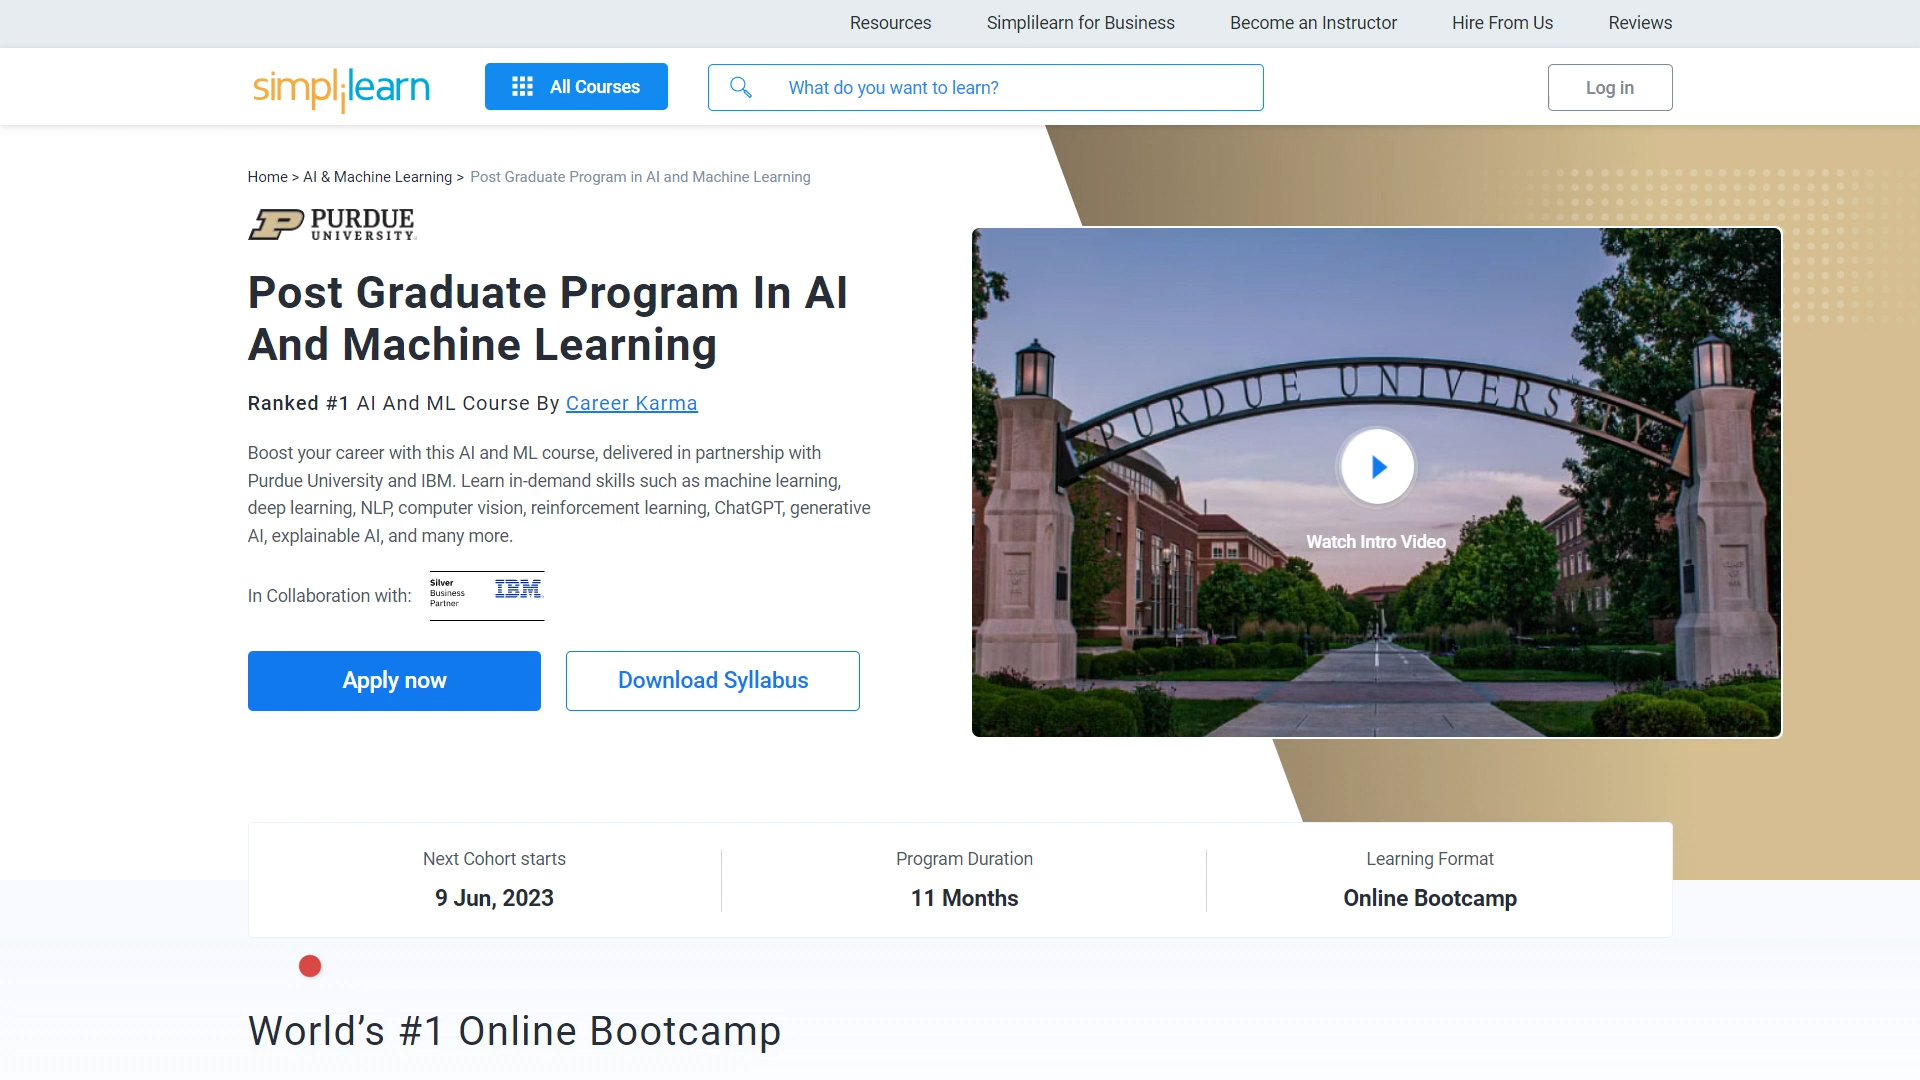 Resources Simplilearn for Business Become an Instructor Hire From Us Reviews
simplilearn All Courses What do you want to learn? Log in
Home > AI & Machine Learning > Post Graduate Program in AI and Machine Learning
PURDUE
UNIVERSITY
Post Graduate Program In AI
And Machine Learning
Ranked #1 AI And ML Course By Career Karma
Boost your career with this AI and ML course, delivered in partnership with
Purdue University and IBM. Learn in-demand skills such as machine learning,
deep learning, NLP, computer vision, reinforcement learning, ChatGPT, generative
AI, explainable AI, and many more.
In Collaboration with:
Silver
Business
Partner
IBM
Apply now
Download Syllabus
PURDUE UNIVERSITY
Watch Intro Video
Next Cohort starts
9 Jun, 2023
Program Duration
11 Months
Learning Format
Online Bootcamp
World's #1 Online Bootcamp